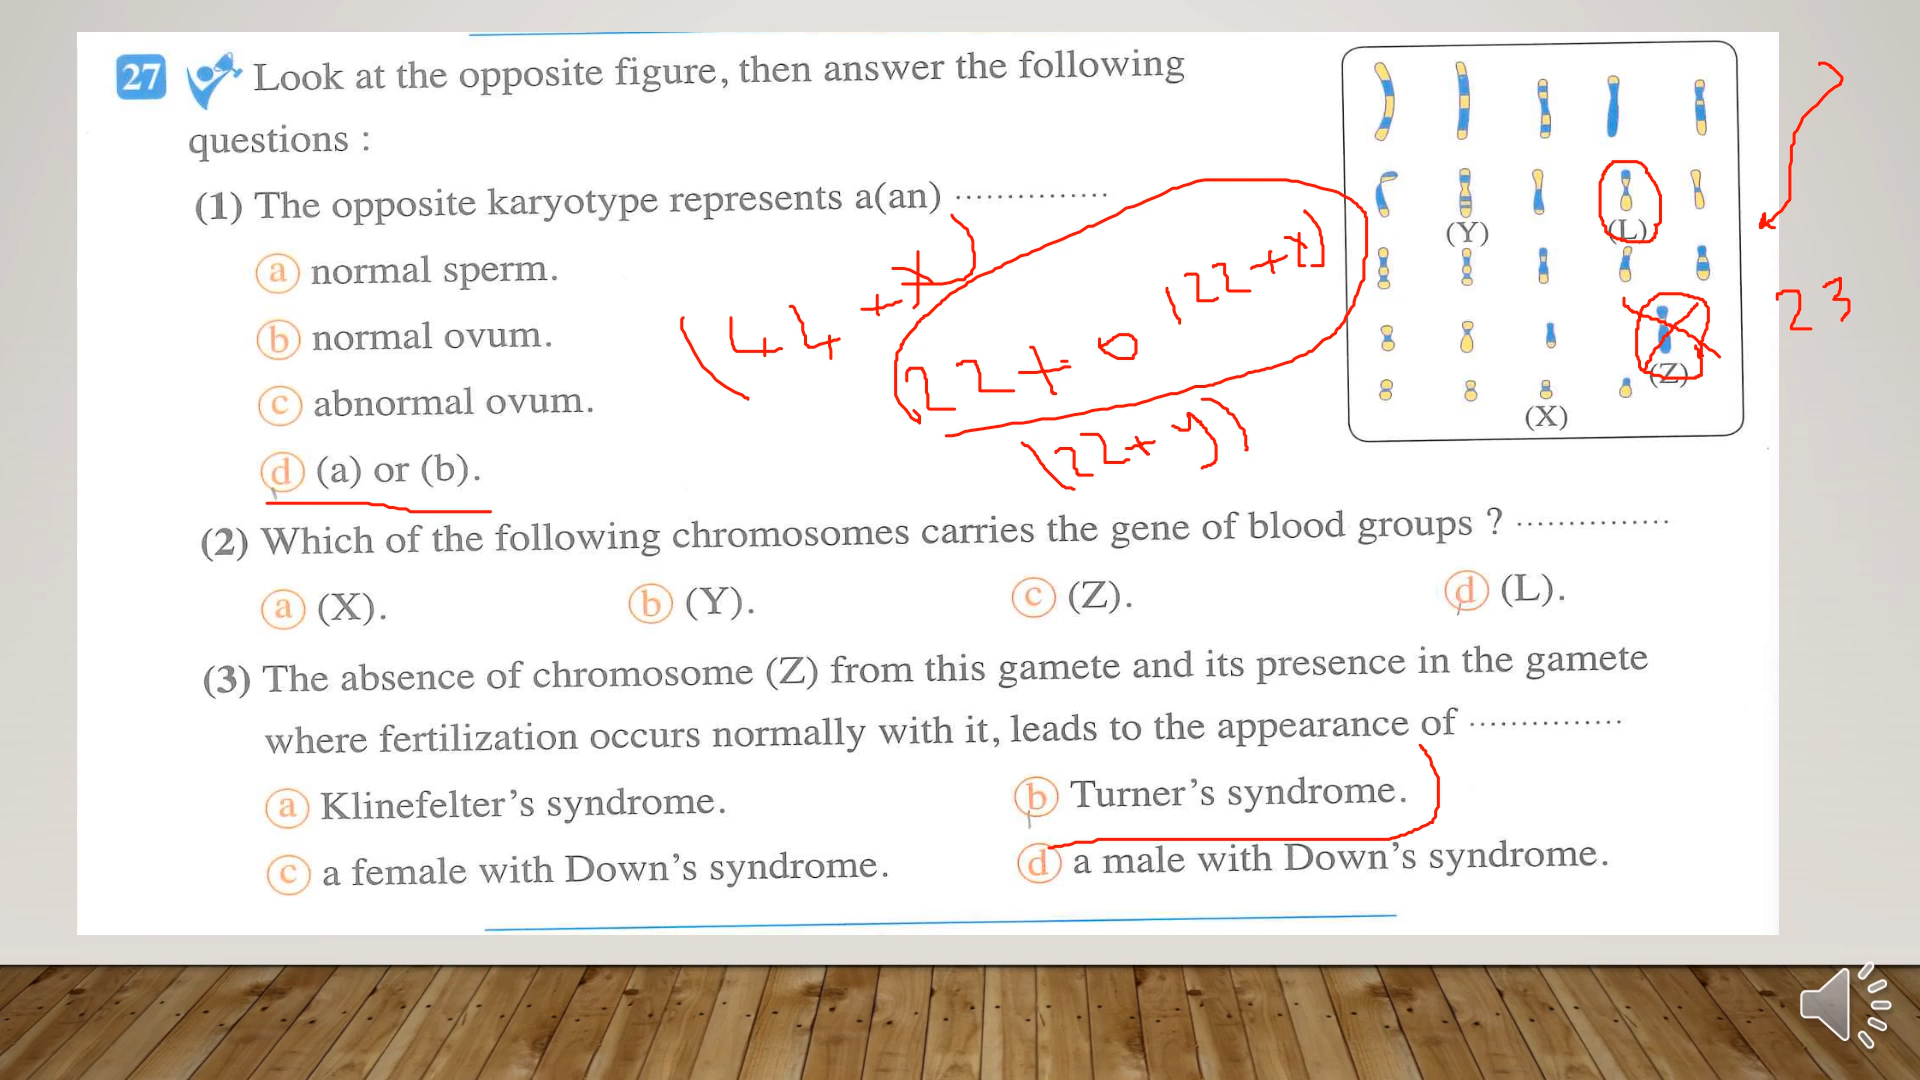 27 Look at the opposite figure, then answer the following
questions :
(1) The opposite karyotype represents a(an) ...............
a normal sperm.
b normal ovum.
c abnormal ovum.
d (a) or (b).
(44+X)
22+0
(22+X)
(22+Y)
(Y)
(L)
(Z)
(X)
23
(2) Which of the following chromosomes carries the gene of blood groups ? ...............
a (X). b (Y). c (Z). d (L).
(3) The absence of chromosome (Z) from this gamete and its presence in the gamete
where fertilization occurs normally with it, leads to the appearance of ...............
a Klinefelter's syndrome. b Turner's syndrome.
c a female with Down's syndrome. d a male with Down's syndrome.